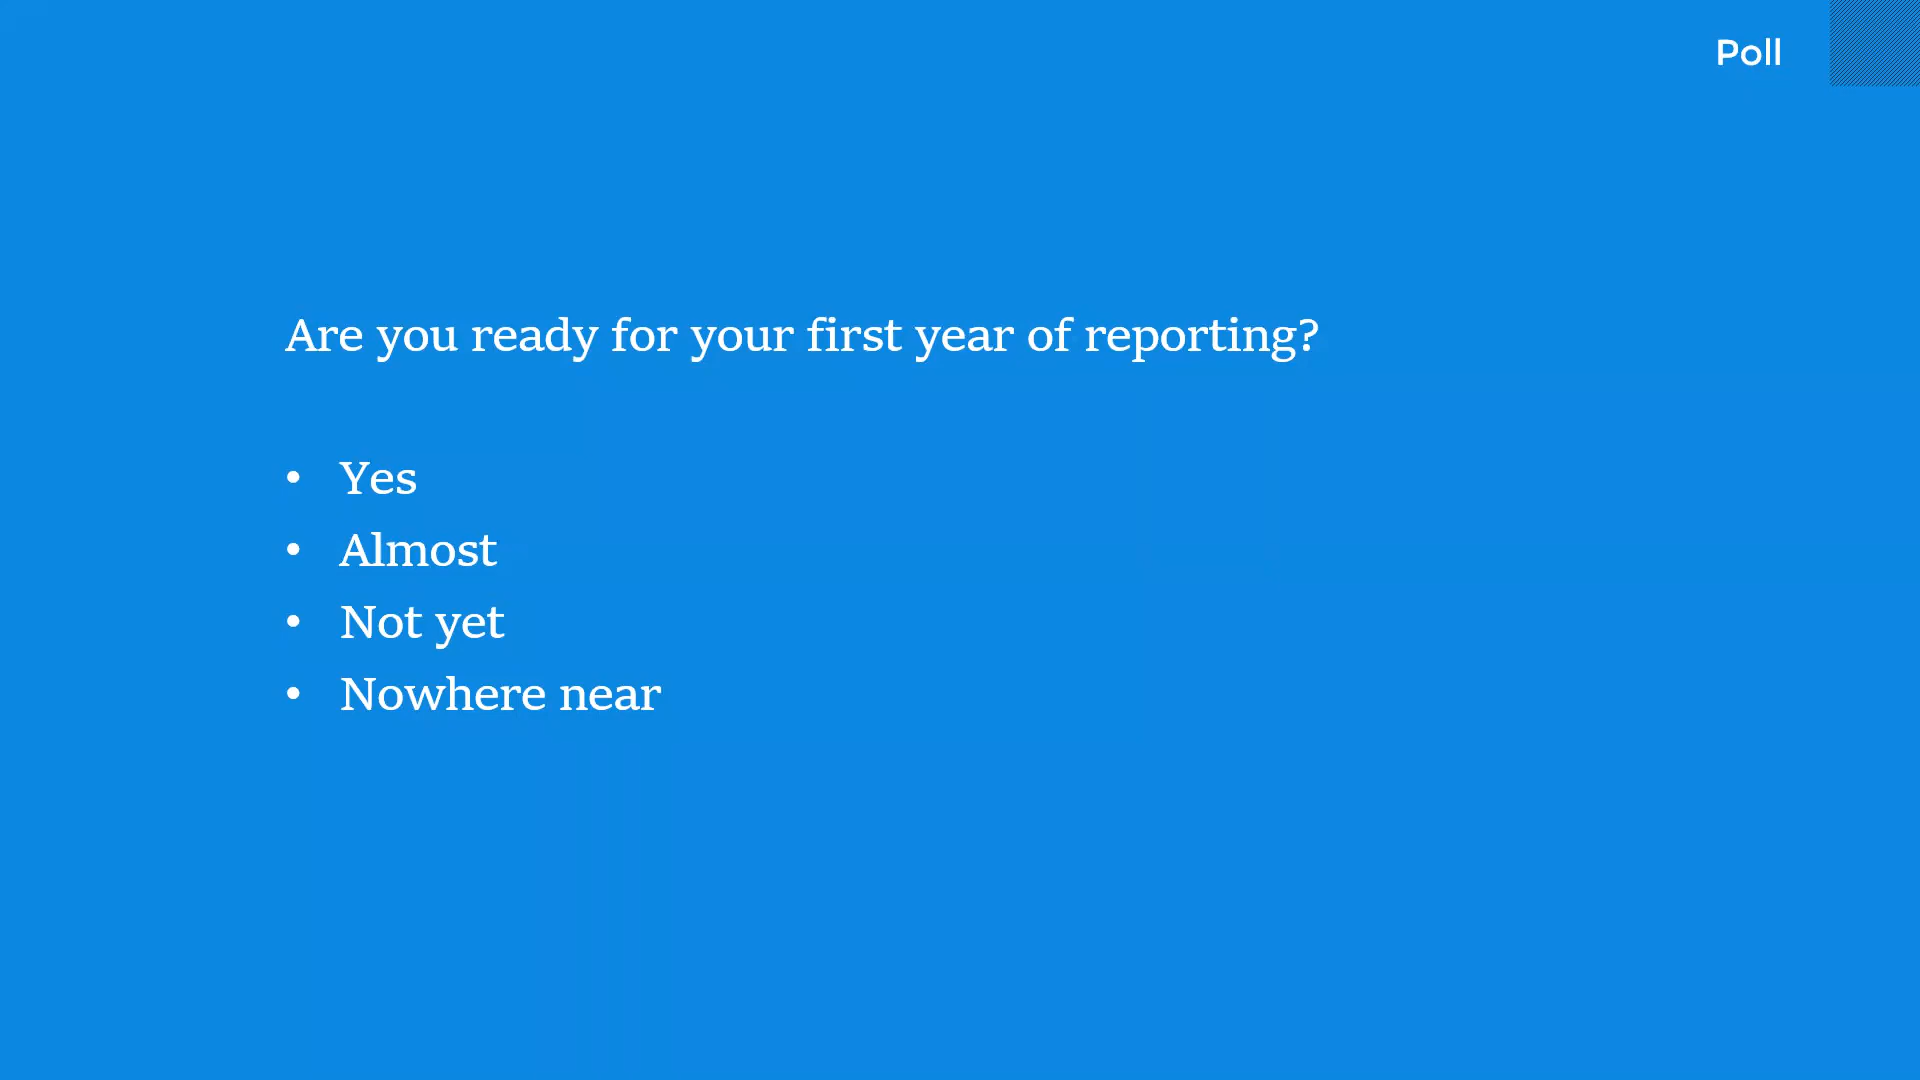 Poll
Are you ready for your first year of reporting?
• Yes
• Almost
• Not yet
• Nowhere near